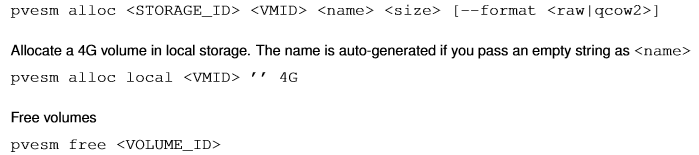 pvesm alloc <STORAGE_ID> <VMID> <name> <size> [--format <raw|qcow2>]
Allocate a 4G volume in local storage. The name is auto-generated if you pass an empty string as <name>
pvesm alloc local <VMID> ’’ 4G
Free volumes
pvesm free <VOLUME_ID>